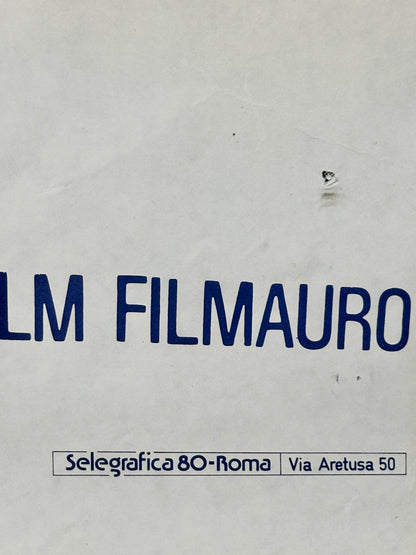 LM FILMAURO
Selegrafica 80-Roma Via Aretusa 50